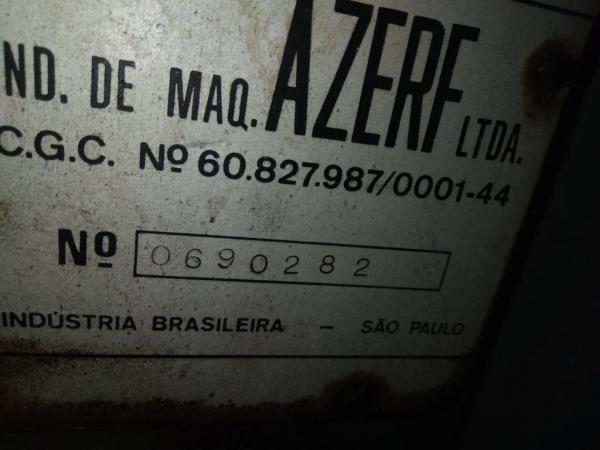 ND. DE MAQ. AZERF LTDA.
C.G.C. Nº 60.827.987/0001-44
Nº 0690282
INDÚSTRIA BRASILEIRA – SÃO PAULO